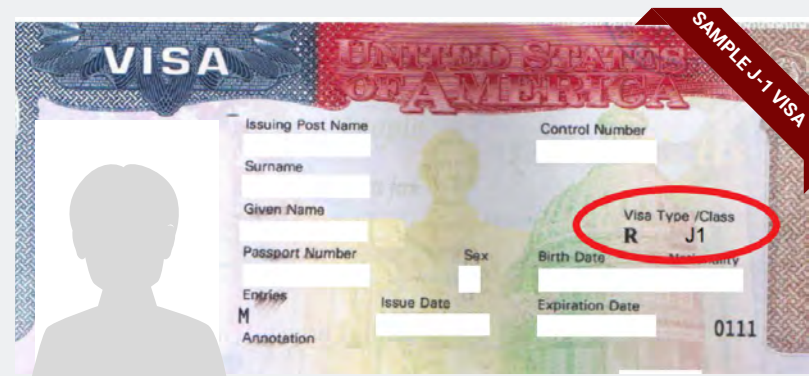 VISA
UNITED STATES
OF AMERICA
SAMPLE J-1 VISA
Issuing Post Name
Control Number
Surname
Given Name
Visa Type /Class
R J1
Passport Number
Sex
Birth Date
Nationality
Entries
M
Issue Date
Expiration Date
0111
Annotation